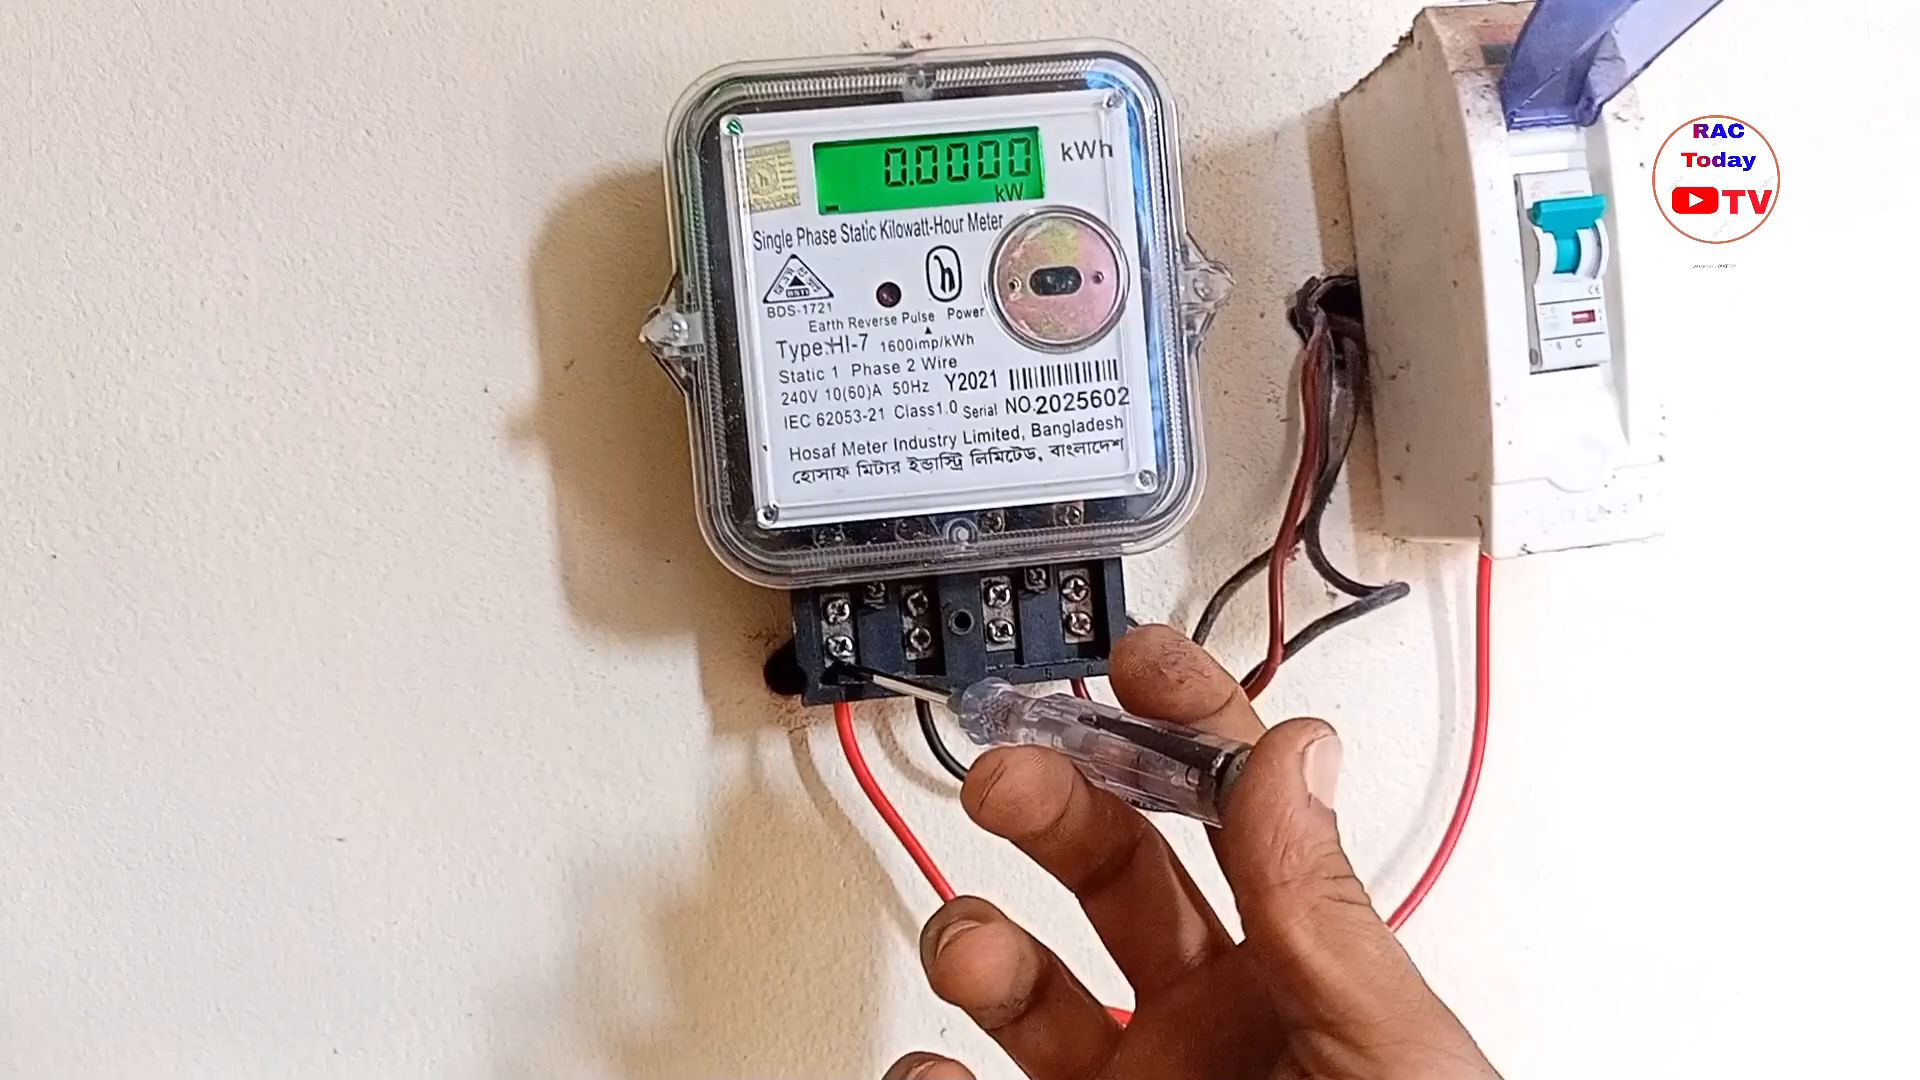 0.0000
kWh
kW
Single Phase Static Kilowatt-Hour Meter
h
BSTI
BDS-1721
Earth Reverse Pulse Power
Type:HI-7 1600imp/kWh
Static 1 Phase 2 Wire
240V 10(60)A 50Hz Y2021
IEC 62053-21 Class1.0 Serial NO.2025602
Hosaf Meter Industry Limited, Bangladesh
হোসাফ মিটার ইন্ডাস্ট্রি লিমিটেড, বাংলাদেশ
CE
RAC
Today
TV